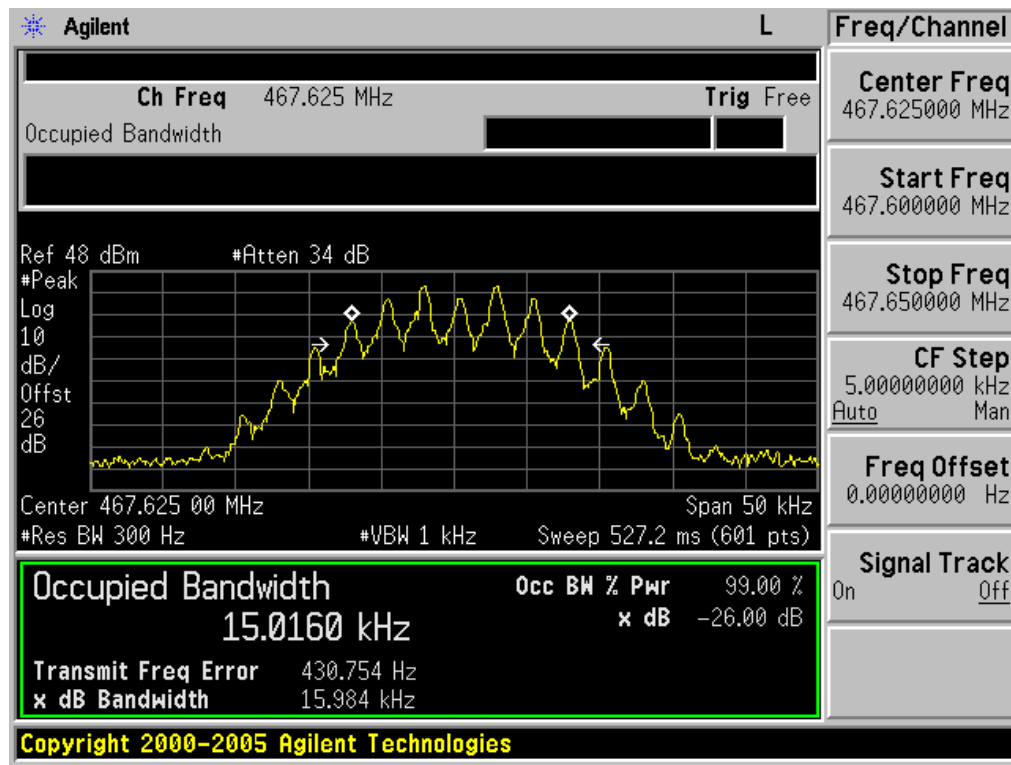 Agilent L Freq/Channel
Ch Freq 467.625 MHz Trig Free
Occupied Bandwidth
Center Freq
467.625000 MHz
Start Freq
467.600000 MHz
Stop Freq
467.650000 MHz
CF Step
5.00000000 kHz
Auto Man
Freq Offset
0.00000000 Hz
Signal Track
On Off
Ref 48 dBm #Atten 34 dB
#Peak
Log
10
dB/
Offst
26
dB
Center 467.625 00 MHz Span 50 kHz
#Res BW 300 Hz #VBW 1 kHz Sweep 527.2 ms (601 pts)
Occupied Bandwidth Occ BW % Pwr 99.00 %
15.0160 kHz x dB -26.00 dB
Transmit Freq Error 430.754 Hz
x dB Bandwidth 15.984 kHz
Copyright 2000-2005 Agilent Technologies